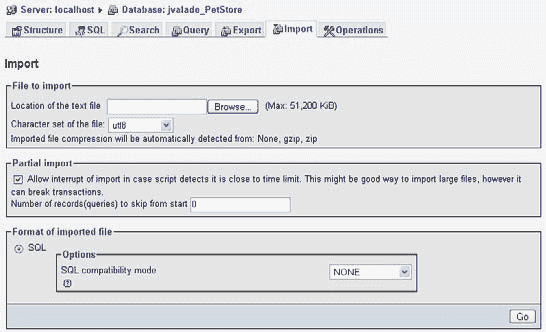 Server: localhost ▸ Database: jvalado_PetStore
Structure SQL Search Query Export Import Operations
Import
File to import
Location of the text file Browse... (Max: 51,200 KiB)
Character set of the file: utf8
Imported file compression will be automatically detected from: None, gzip, zip
Partial import
Allow interrupt of import in case script detects it is close to time limit. This might be good way to import large files, however it
can break transactions.
Number of records(queries) to skip from start 0
Format of imported file
SQL
Options
SQL compatibility mode NONE
(?)
Go